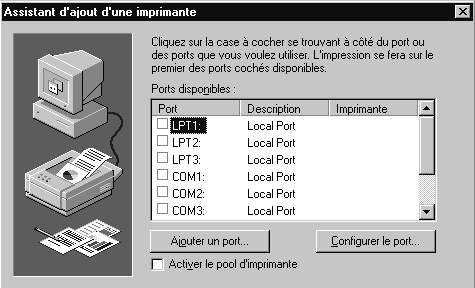 Assistant d'ajout d'une imprimante
Cliquez sur la case à cocher se trouvant à côté du port ou
des ports que vous voulez utiliser. L'impression se fera sur le
premier des ports cochés disponibles.
Ports disponibles :
Port Description Imprimante
LPT1: Local Port
LPT2: Local Port
LPT3: Local Port
COM1: Local Port
COM2: Local Port
COM3: Local Port
Ajouter un port... Configurer le port...
Activer le pool d'imprimante